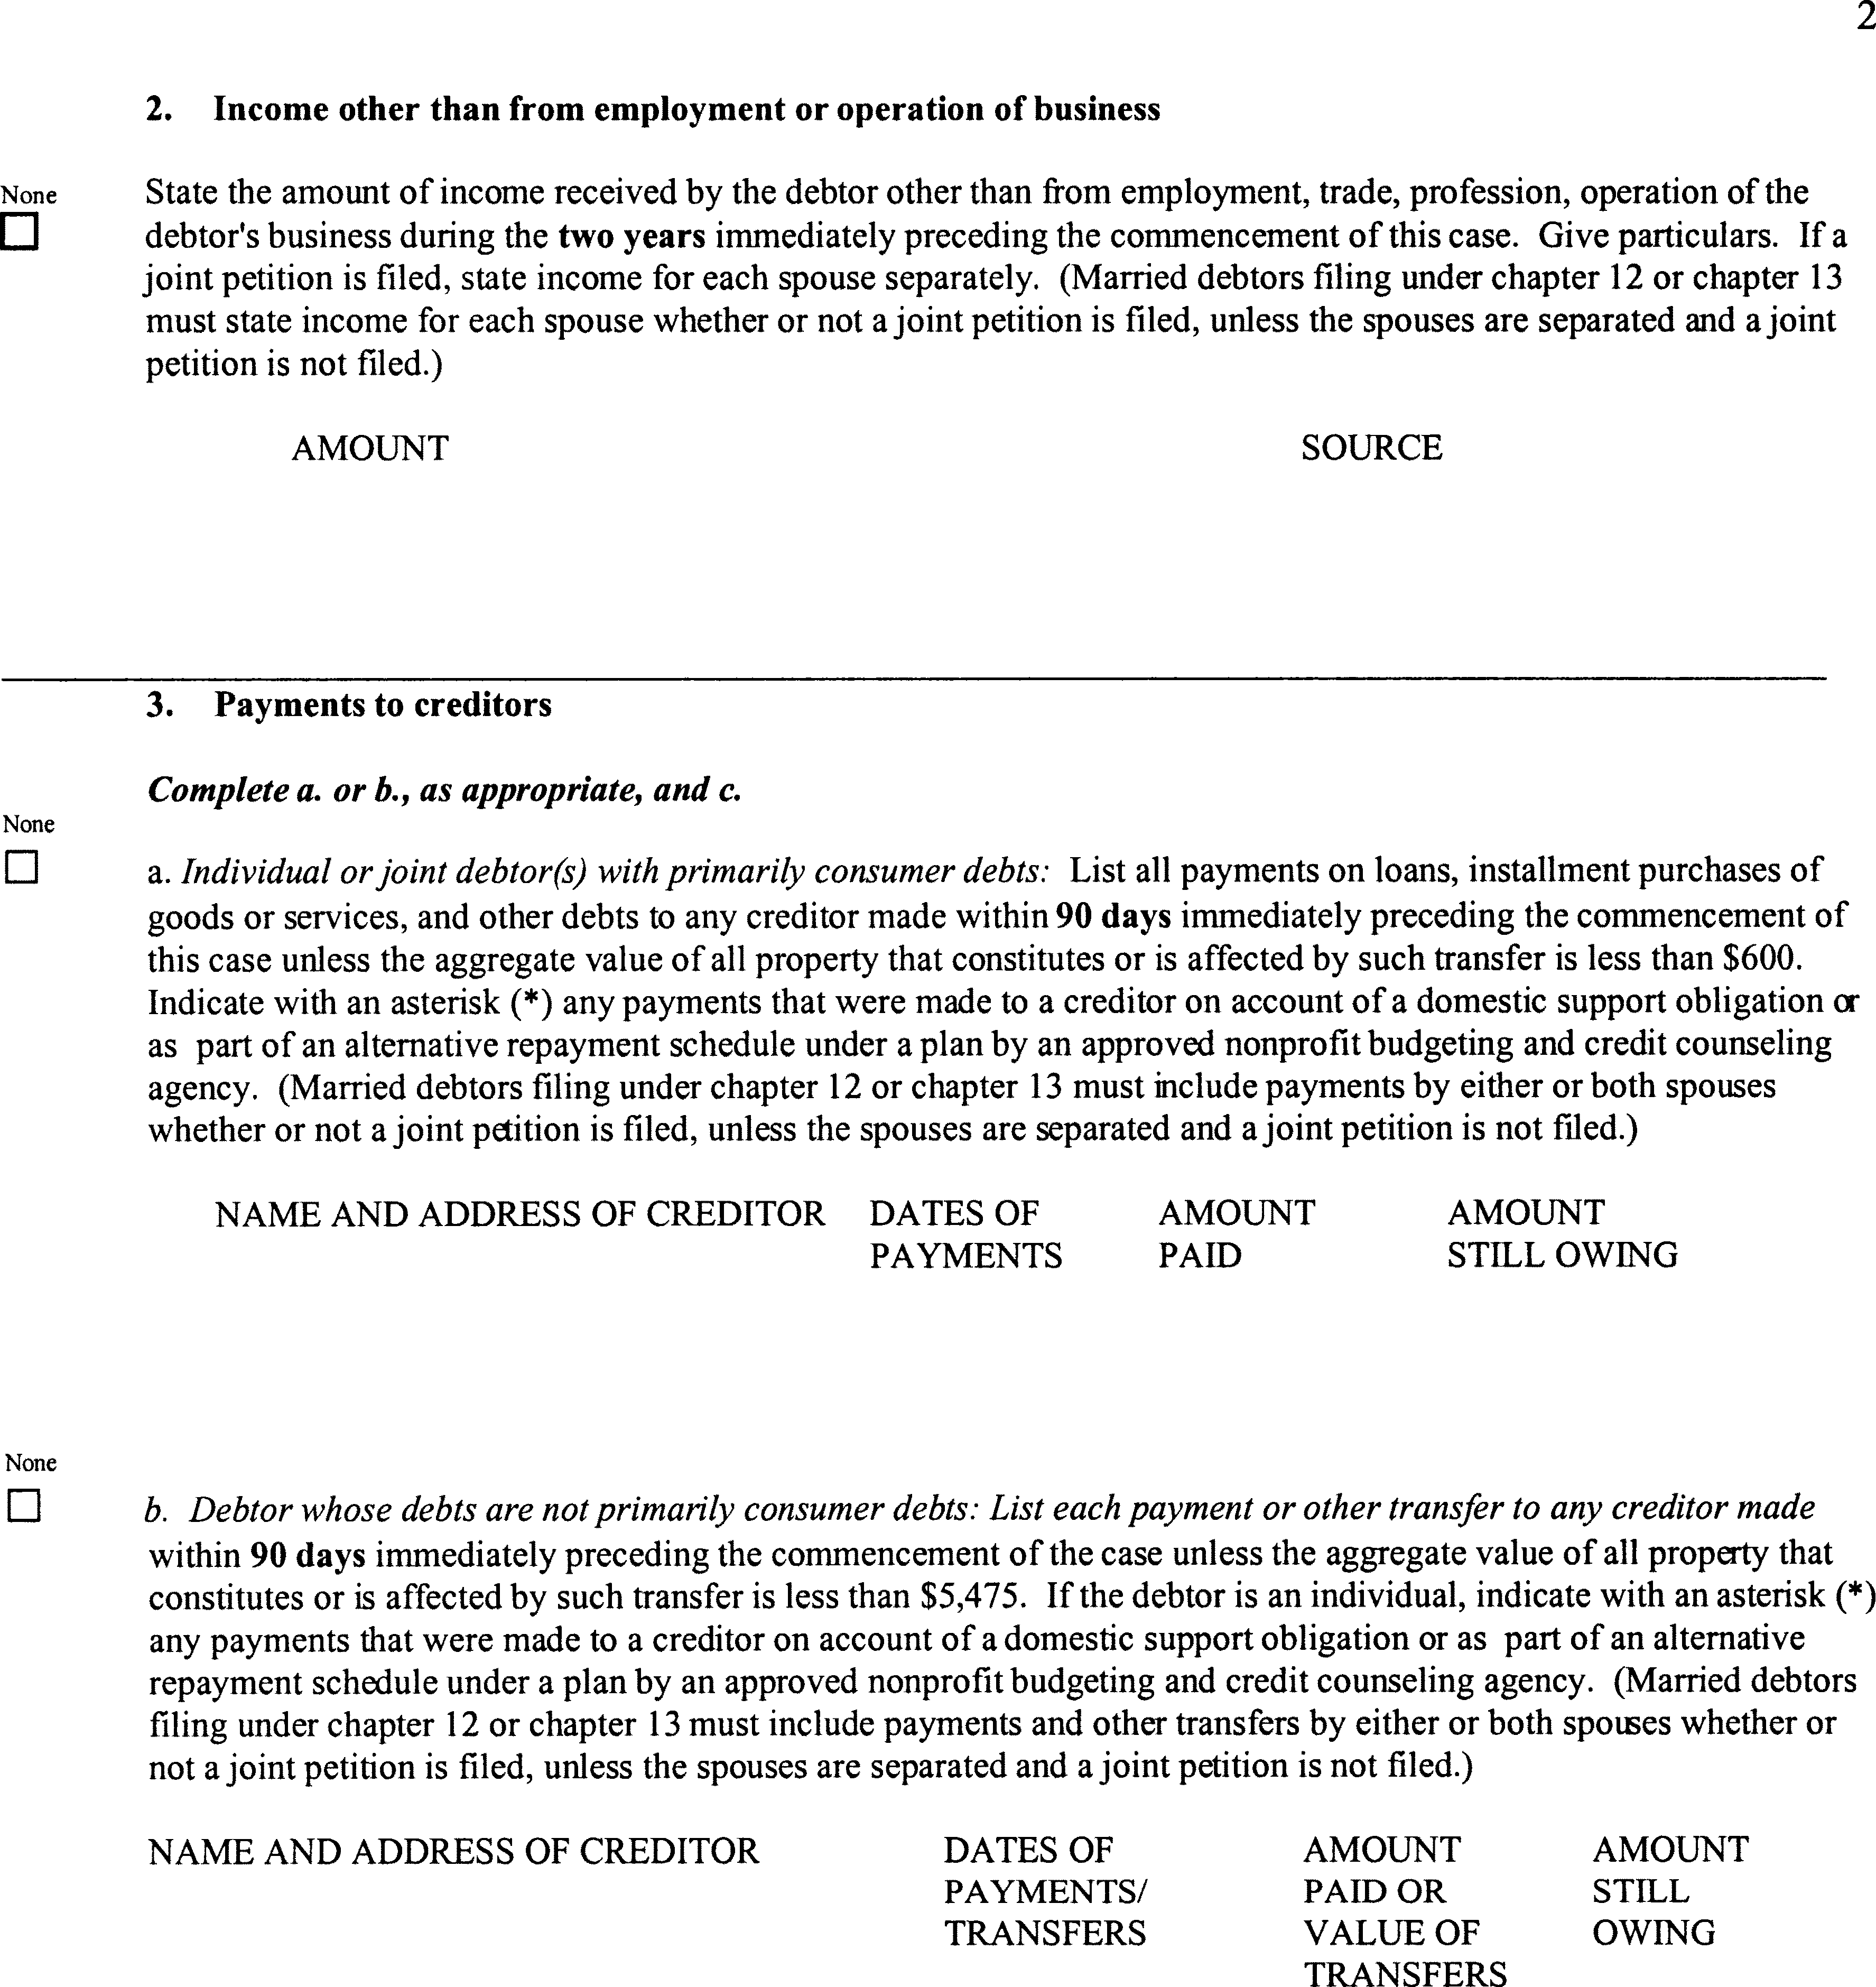 2
2. Income other than from employment or operation of business
None
State the amount of income received by the debtor other than from employment, trade, profession, operation of the
debtor's business during the two years immediately preceding the commencement of this case. Give particulars. If a
joint petition is filed, state income for each spouse separately. (Married debtors filing under chapter 12 or chapter 13
must state income for each spouse whether or not a joint petition is filed, unless the spouses are separated and a joint
petition is not filed.)
AMOUNT SOURCE
3. Payments to creditors
Complete a. or b., as appropriate, and c.
None
a. Individual or joint debtor(s) with primarily consumer debts: List all payments on loans, installment purchases of
goods or services, and other debts to any creditor made within 90 days immediately preceding the commencement of
this case unless the aggregate value of all property that constitutes or is affected by such transfer is less than $600.
Indicate with an asterisk (*) any payments that were made to a creditor on account of a domestic support obligation or
as part of an alternative repayment schedule under a plan by an approved nonprofit budgeting and credit counseling
agency. (Married debtors filing under chapter 12 or chapter 13 must include payments by either or both spouses
whether or not a joint petition is filed, unless the spouses are separated and a joint petition is not filed.)
NAME AND ADDRESS OF CREDITOR DATES OF AMOUNT AMOUNT
PAYMENTS PAID STILL OWING
None
b. Debtor whose debts are not primarily consumer debts: List each payment or other transfer to any creditor made
within 90 days immediately preceding the commencement of the case unless the aggregate value of all property that
constitutes or is affected by such transfer is less than $5,475. If the debtor is an individual, indicate with an asterisk (*)
any payments that were made to a creditor on account of a domestic support obligation or as part of an alternative
repayment schedule under a plan by an approved nonprofit budgeting and credit counseling agency. (Married debtors
filing under chapter 12 or chapter 13 must include payments and other transfers by either or both spouses whether or
not a joint petition is filed, unless the spouses are separated and a joint petition is not filed.)
NAME AND ADDRESS OF CREDITOR DATES OF AMOUNT AMOUNT
PAYMENTS/ PAID OR STILL
TRANSFERS VALUE OF OWING
TRANSFERS